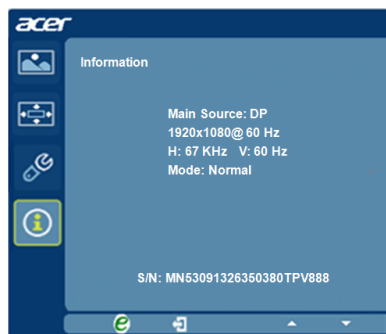 acer
Information
Main Source: DP
1920x1080@60 Hz
H: 67 KHz V: 60 Hz
Mode: Normal
S/N: MN53091326350380TPV888